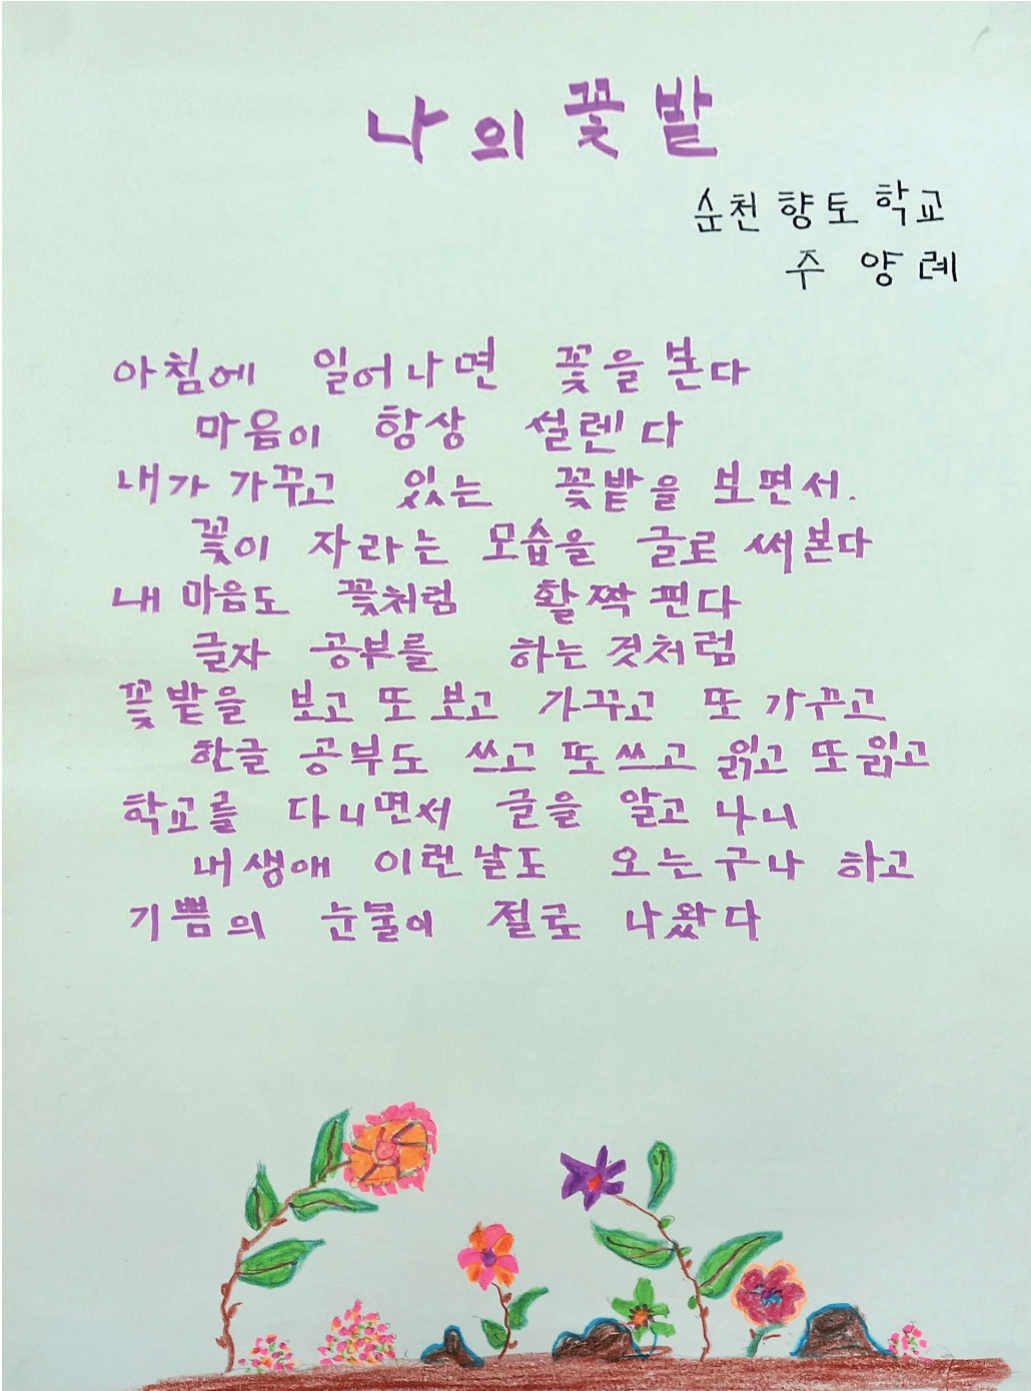 나의 꽃밭
순천향토학교
주양례
아침에 일어나면 꽃을 본다
마음이 항상 설렌다
내가 가꾸고 있는 꽃밭을 보면서.
꽃이 자라는 모습을 글로 써본다
내 마음도 꽃처럼 활짝 핀다
글자 공부를 하는 것처럼
꽃밭을 보고 또 보고 가꾸고 또 가꾸고
한글 공부도 쓰고 또 쓰고 읽고 또 읽고
학교를 다니면서 글을 알고 나니
내생애 이런날도 오는구나 하고
기쁨의 눈물이 절로 나왔다